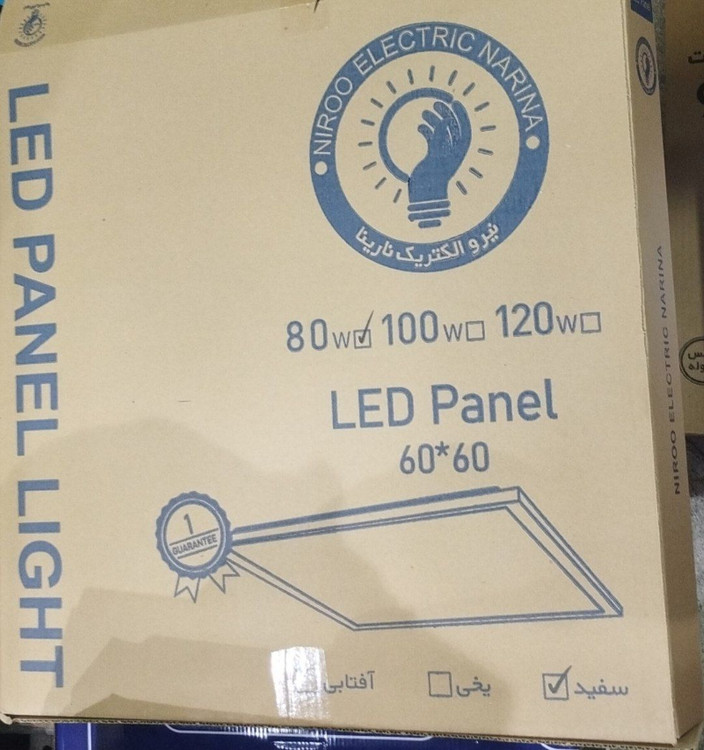 LED PANEL LIGHT
NIROO ELECTRIC NARINA
نیرو الکتریک نارینا
80w 100w 120w
LED Panel
60*60
1
GUARANTEE
سفید یخی آفتابی
NIROO ELECTRIC NARINA